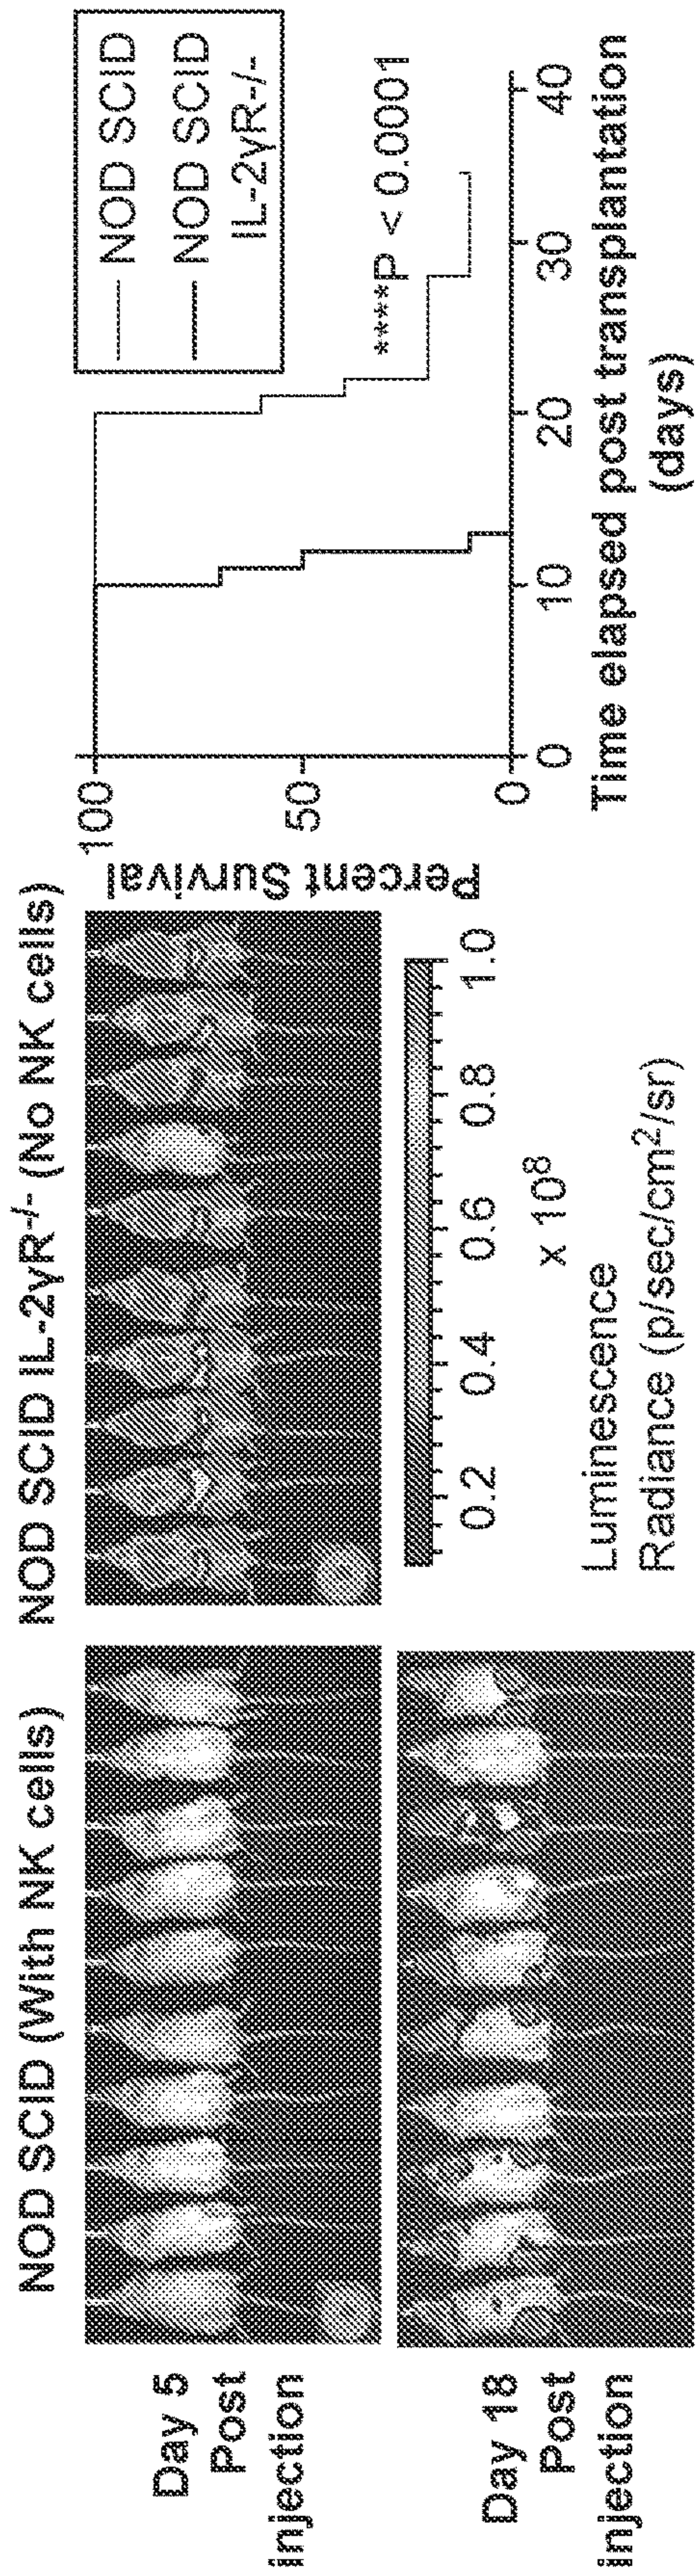 NOD SCID (With NK cells)
NOD SCID IL-2γR-/- (No NK cells)
Day 5
Post
injection
Day 18
Post
injection
0.2 0.4 0.6 0.8 1.0
x 10⁸
Luminescence
Radiance (p/sec/cm²/sr)
Percent Survival
100
50
0
0 10 20 30 40
Time elapsed post transplantation
(days)
NOD SCID
NOD SCID
IL-2γR-/-
****P < 0.0001